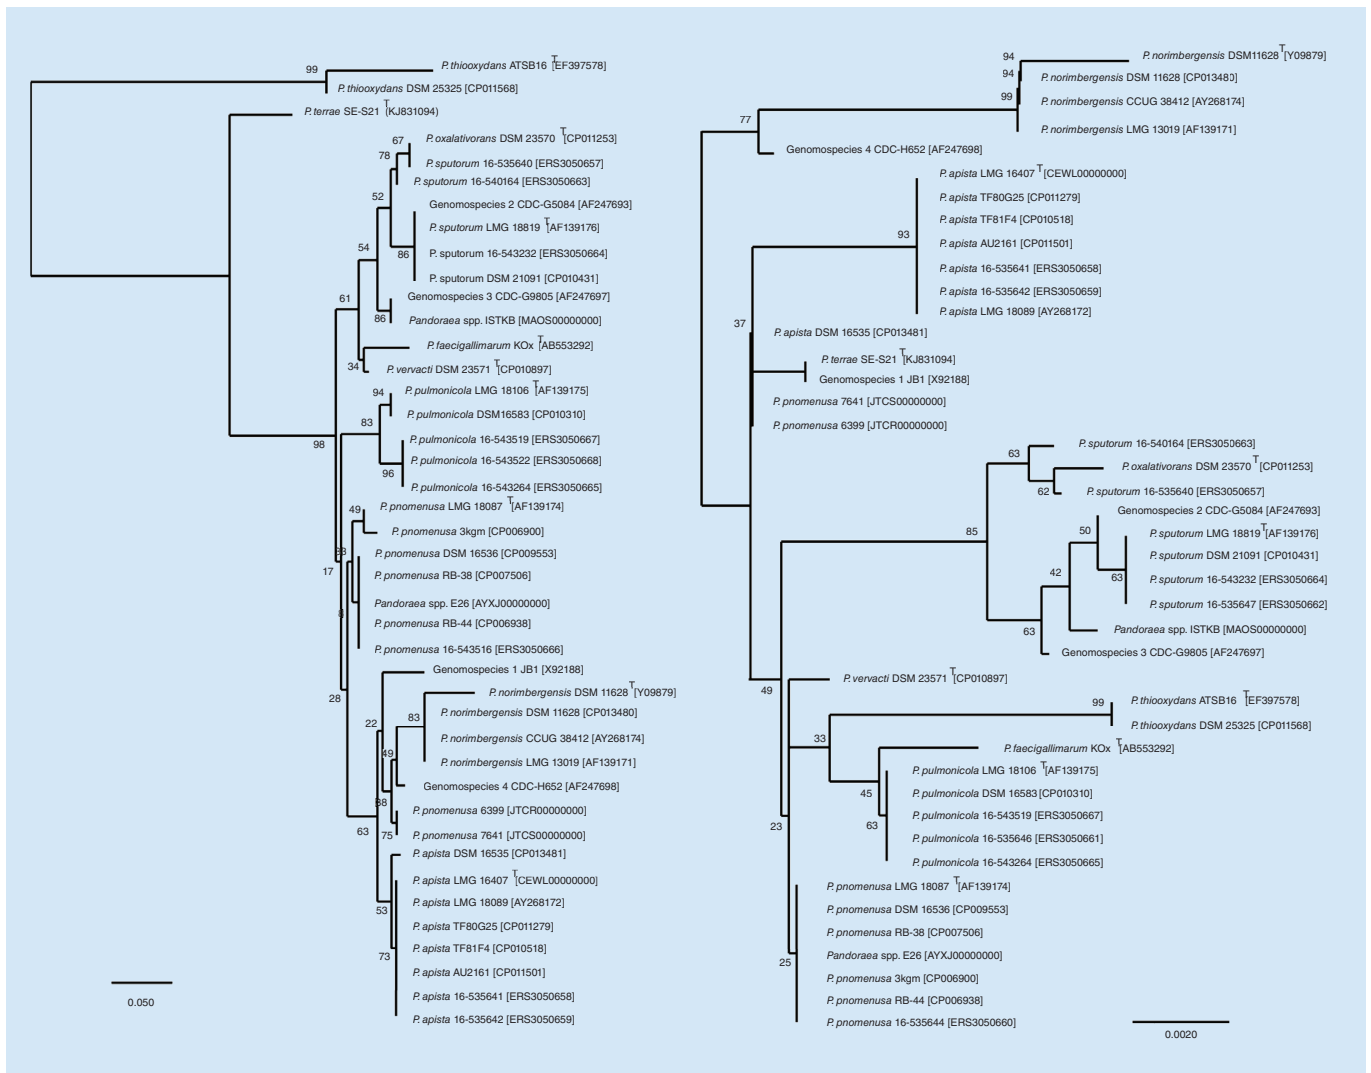 99
P. thiooxydans ATSB16 T[EF397578]
P. thiooxydans DSM 25325 [CP011568]
P. terrae SE-S21 T(KJ831094)
67
P. oxalativorans DSM 23570 T[CP011253]
78
P. sputorum 16-535640 [ERS3050657]
P. sputorum 16-540164 [ERS3050663]
52
Genomospecies 2 CDC-G5084 [AF247693]
P. sputorum LMG 18819 T[AF139176]
54
86
P. sputorum 16-543232 [ERS3050664]
P. sputorum DSM 21091 [CP010431]
61
Genomospecies 3 CDC-G9805 [AF247697]
86
Pandoraea spp. ISTKB [MAOS00000000]
P. faecigallimarum KOx T[AB553292]
34
P. vervacti DSM 23571 T[CP010897]
94
P. pulmonicola LMG 18106 T[AF139175]
P. pulmonicola DSM16583 [CP010310]
83
98
P. pulmonicola 16-543519 [ERS3050667]
P. pulmonicola 16-543522 [ERS3050668]
96
P. pulmonicola 16-543264 [ERS3050665]
49
P. pnomenusa LMG 18087 T[AF139174]
P. pnomenusa 3kgm [CP006900]
P. pnomenusa DSM 16536 [CP009553]
17
P. pnomenusa RB-38 [CP007506]
Pandoraea spp. E26 [AYXJ00000000]
P. pnomenusa RB-44 [CP006938]
P. pnomenusa 16-543516 [ERS3050666]
28
Genomospecies 1 JB1 [X92188]
P. norimbergensis DSM 11628 T[Y09879]
22
83
P. norimbergensis DSM 11628 [CP013480]
P. norimbergensis CCUG 38412 [AY268174]
49
P. norimbergensis LMG 13019 [AF139171]
Genomospecies 4 CDC-H652 [AF247698]
P. pnomenusa 6399 [JTCR00000000]
63
75
P. pnomenusa 7641 [JTCS00000000]
P. apista DSM 16535 [CP013481]
P. apista LMG 16407 T[CEWL00000000]
P. apista LMG 18089 [AY268172]
53
P. apista TF80G25 [CP011279]
P. apista TF81F4 [CP010518]
73
P. apista AU2161 [CP011501]
P. apista 16-535641 [ERS3050658]
P. apista 16-535642 [ERS3050659]
0.050
94
P. norimbergensis DSM11628 T[Y09879]
94
P. norimbergensis DSM 11628 [CP013480]
99
P. norimbergensis CCUG 38412 [AY268174]
77
P. norimbergensis LMG 13019 [AF139171]
Genomospecies 4 CDC-H652 [AF247698]
P. apista LMG 16407 T[CEWL00000000]
P. apista TF80G25 [CP011279]
P. apista TF81F4 [CP010518]
93
P. apista AU2161 [CP011501]
P. apista 16-535641 [ERS3050658]
P. apista 16-535642 [ERS3050659]
P. apista LMG 18089 [AY268172]
37
P. apista DSM 16535 [CP013481]
P. terrae SE-S21 T[KJ831094)
Genomospecies 1 JB1 [X92188]
P. pnomenusa 7641 [JTCS00000000]
P. pnomenusa 6399 [JTCR00000000]
P. sputorum 16-540164 [ERS3050663]
63
P. oxalativorans DSM 23570 T[CP011253]
62
P. sputorum 16-535640 [ERS3050657]
Genomospecies 2 CDC-G5084 [AF247693]
85
50
P. sputorum LMG 18819 T[AF139176]
P. sputorum DSM 21091 [CP010431]
42
63
P. sputorum 16-543232 [ERS3050664]
P. sputorum 16-535647 [ERS3050662]
63
Pandoraea spp. ISTKB [MAOS00000000]
Genomospecies 3 CDC-G9805 [AF247697]
49
P. vervacti DSM 23571 T[CP010897]
99
P. thiooxydans ATSB16 T[EF397578]
P. thiooxydans DSM 25325 [CP011568]
33
P. faecigallimarum KOx T[AB553292]
P. pulmonicola LMG 18106 T[AF139175]
45
P. pulmonicola DSM 16583 [CP010310]
P. pulmonicola 16-543519 [ERS3050667]
23
63
P. pulmonicola 16-535646 [ERS3050661]
P. pulmonicola 16-543264 [ERS3050665]
P. pnomenusa LMG 18087 T[AF139174]
P. pnomenusa DSM 16536 [CP009553]
P. pnomenusa RB-38 [CP007506]
Pandoraea spp. E26 [AYXJ00000000]
25
P. pnomenusa 3kgm [CP006900]
P. pnomenusa RB-44 [CP006938]
P. pnomenusa 16-535644 [ERS3050660]
0.0020